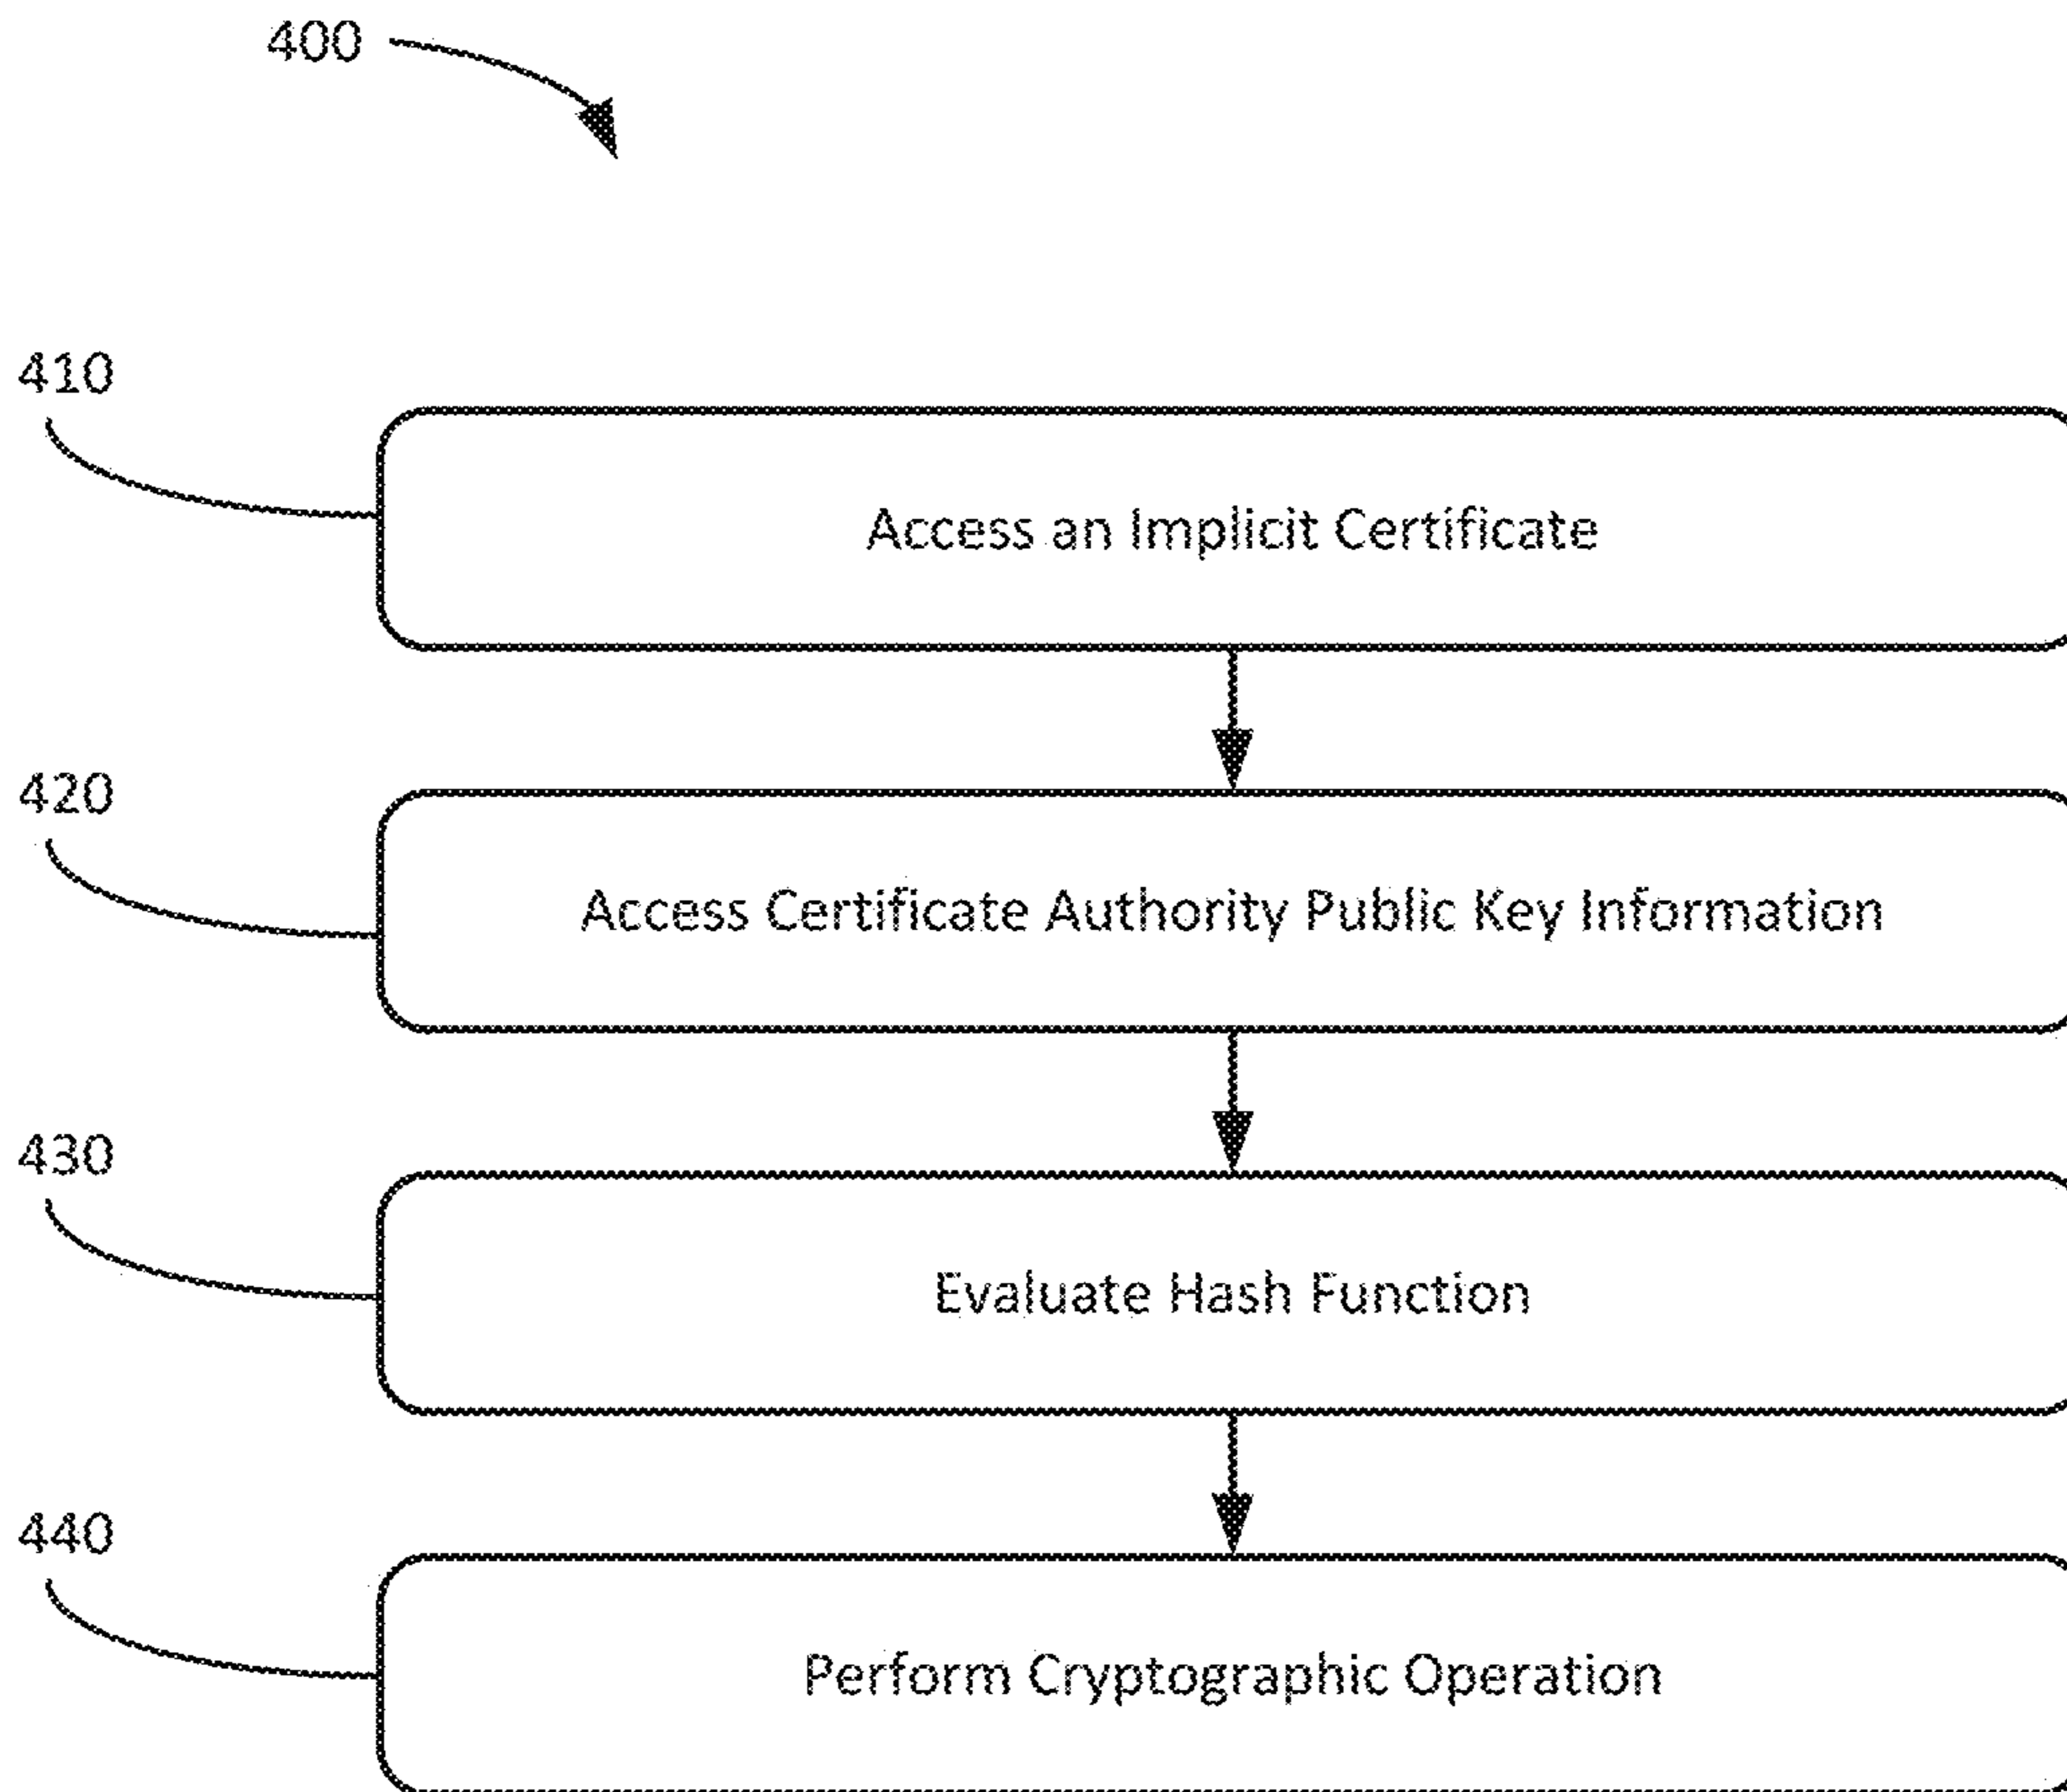 400
410
Access an Implicit Certificate
420
Access Certificate Authority Public Key Information
430
Evaluate Hash Function
440
Perform Cryptographic Operation